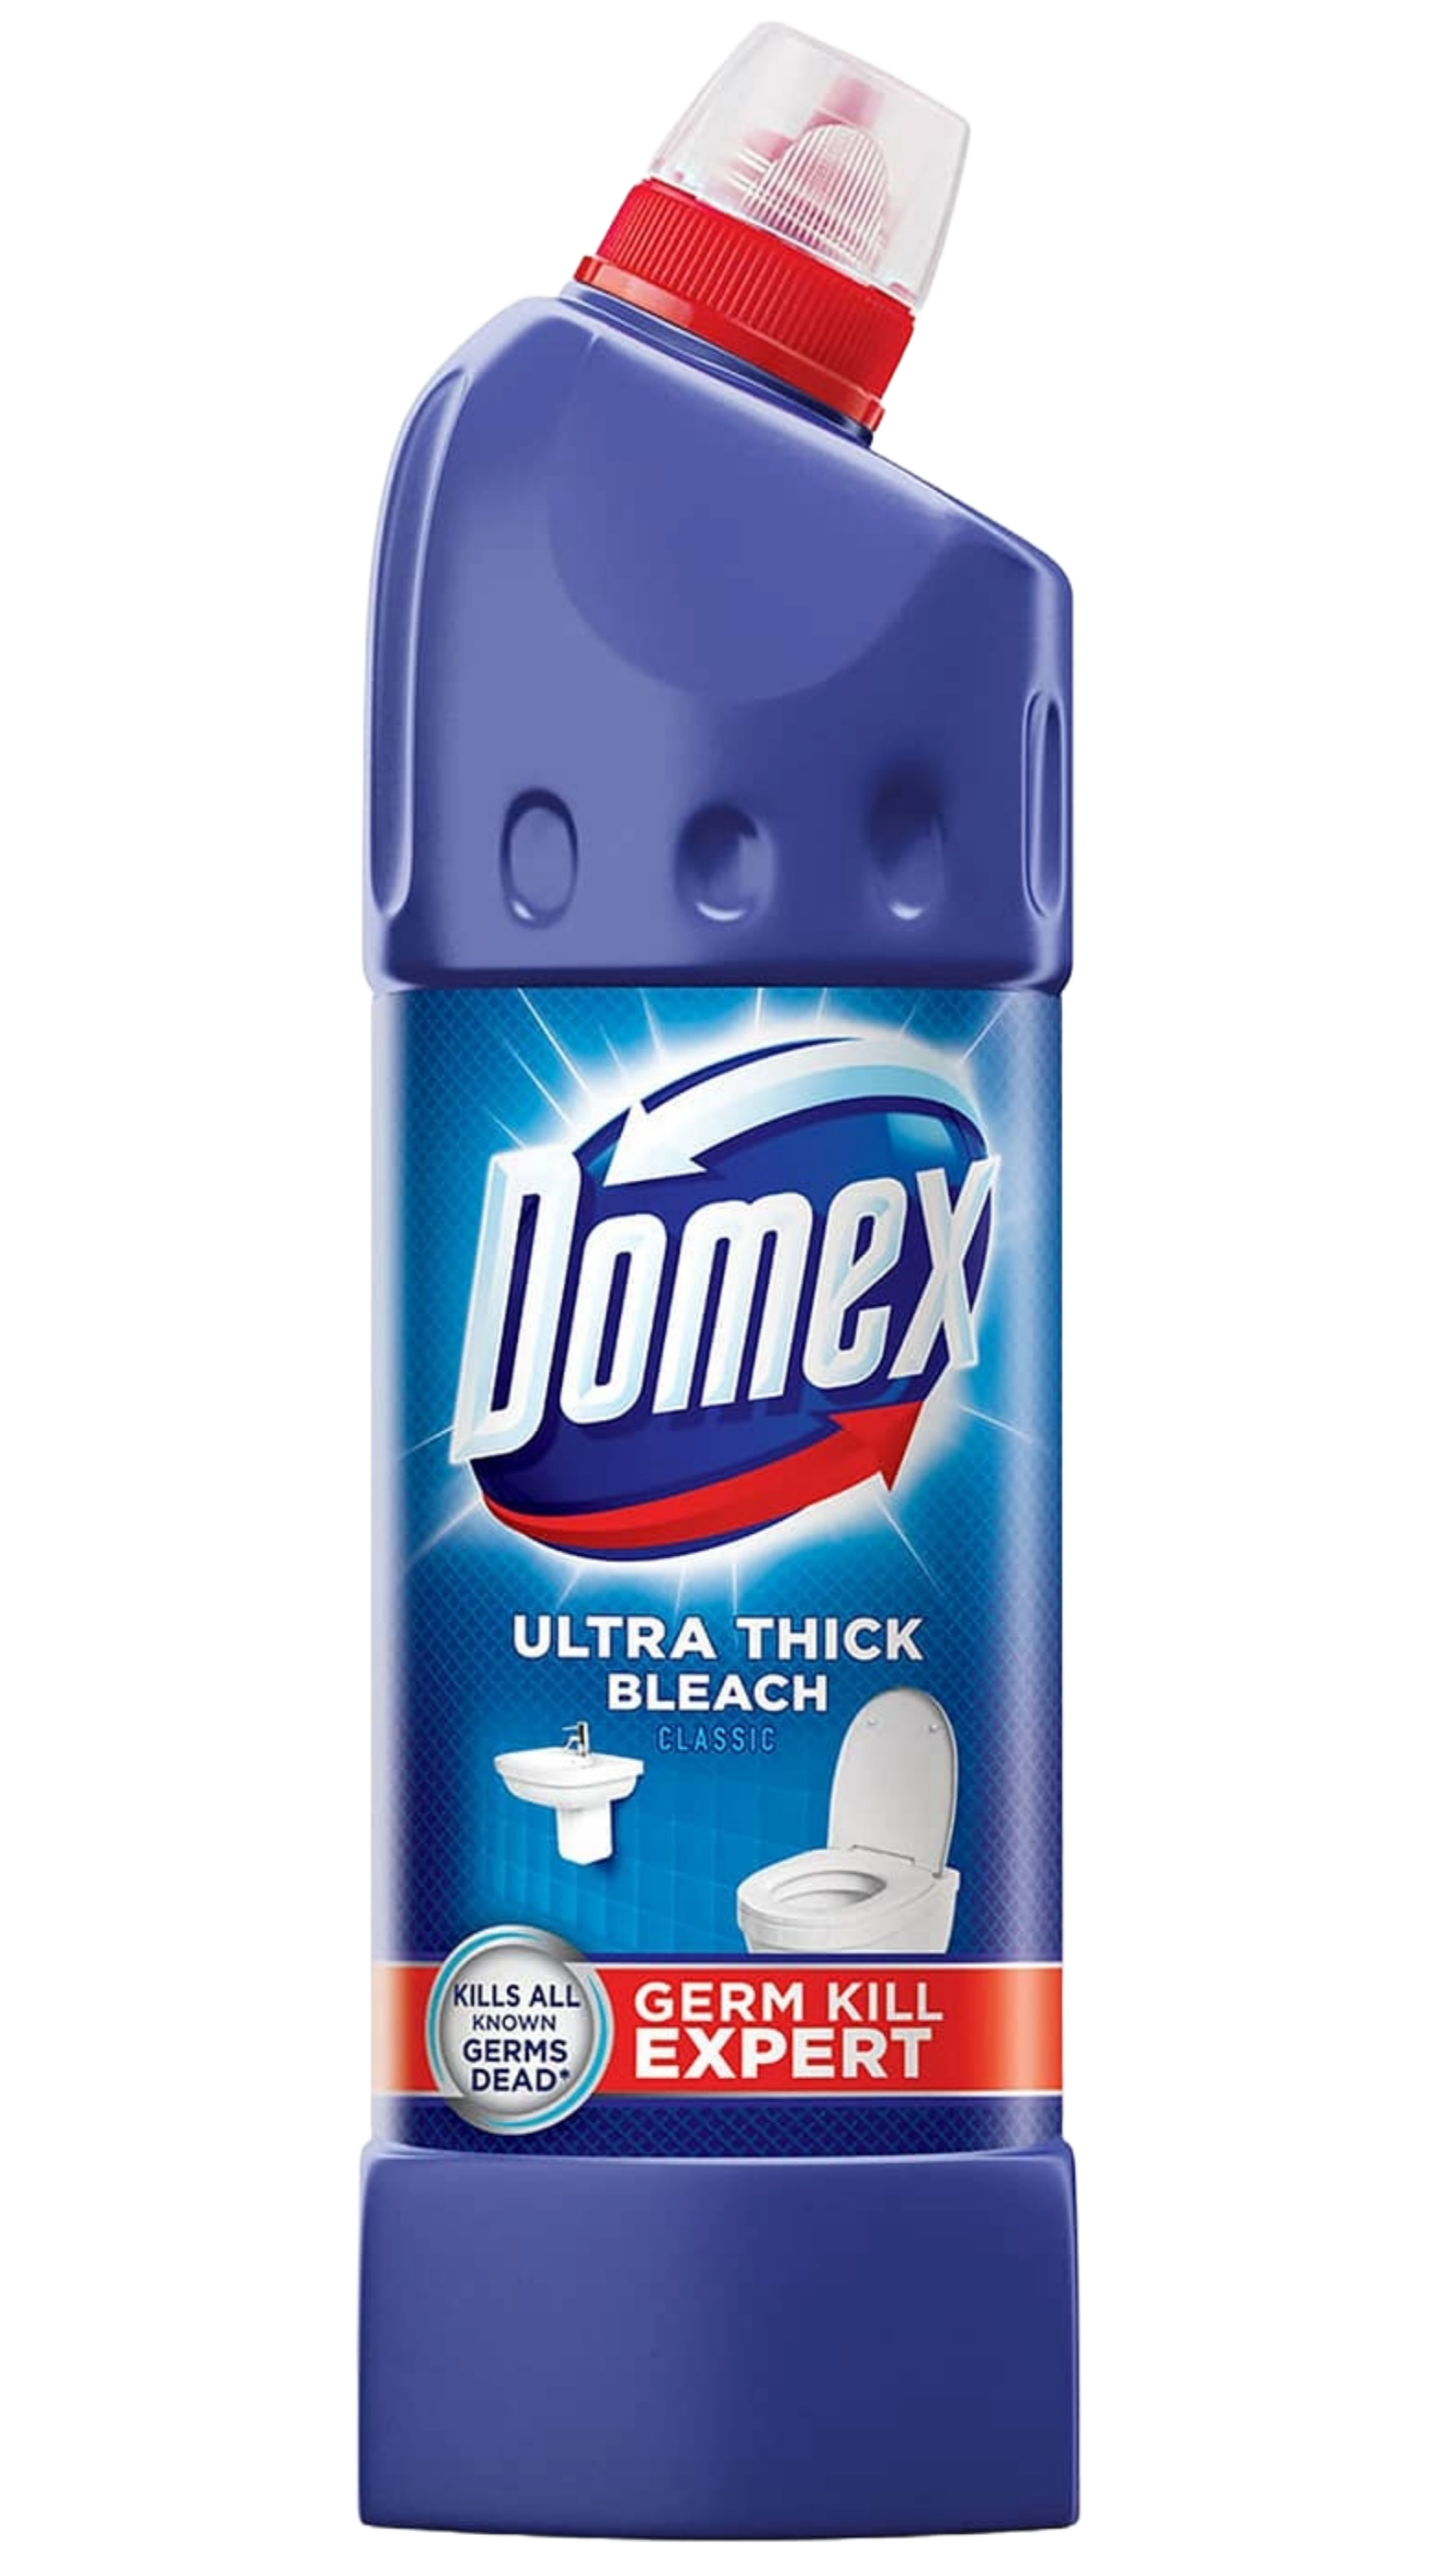 Domex
ULTRA THICK
BLEACH
CLASSIC
KILLS ALL
KNOWN
GERMS
DEAD*
GERM KILL
EXPERT